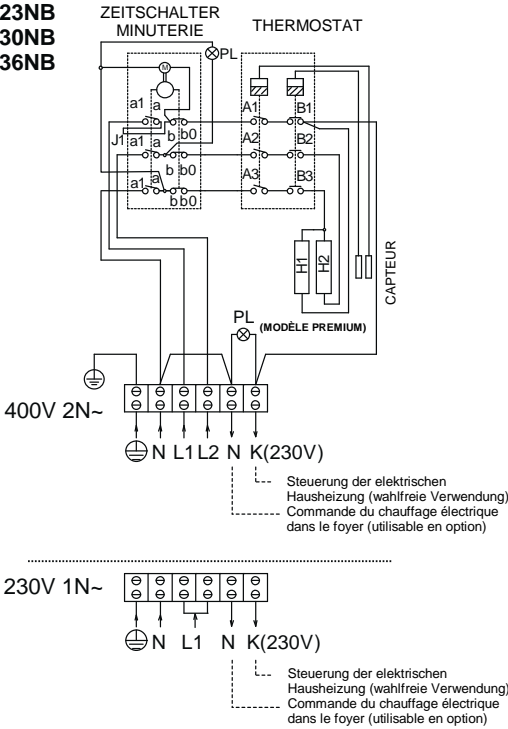 23NB
30NB
36NB
ZEITSCHALTER
MINUTERIE
THERMOSTAT
PL
M
a1 a
A1
B1
J1
b b0
a1 a
A2
B2
b b0
a1 a
A3
B3
b b0
H1
H2
CAPTEUR
PL
(MODÈLE PREMIUM)
400V 2N~
N L1 L2 N K(230V)
Steuerung der elektrischen
Hausheizung (wahlfreie Verwendung)
Commande du chauffage électrique
dans le foyer (utilisable en option)
230V 1N~
N L1 N K(230V)
Steuerung der elektrischen
Hausheizung (wahlfreie Verwendung)
Commande du chauffage électrique
dans le foyer (utilisable en option)